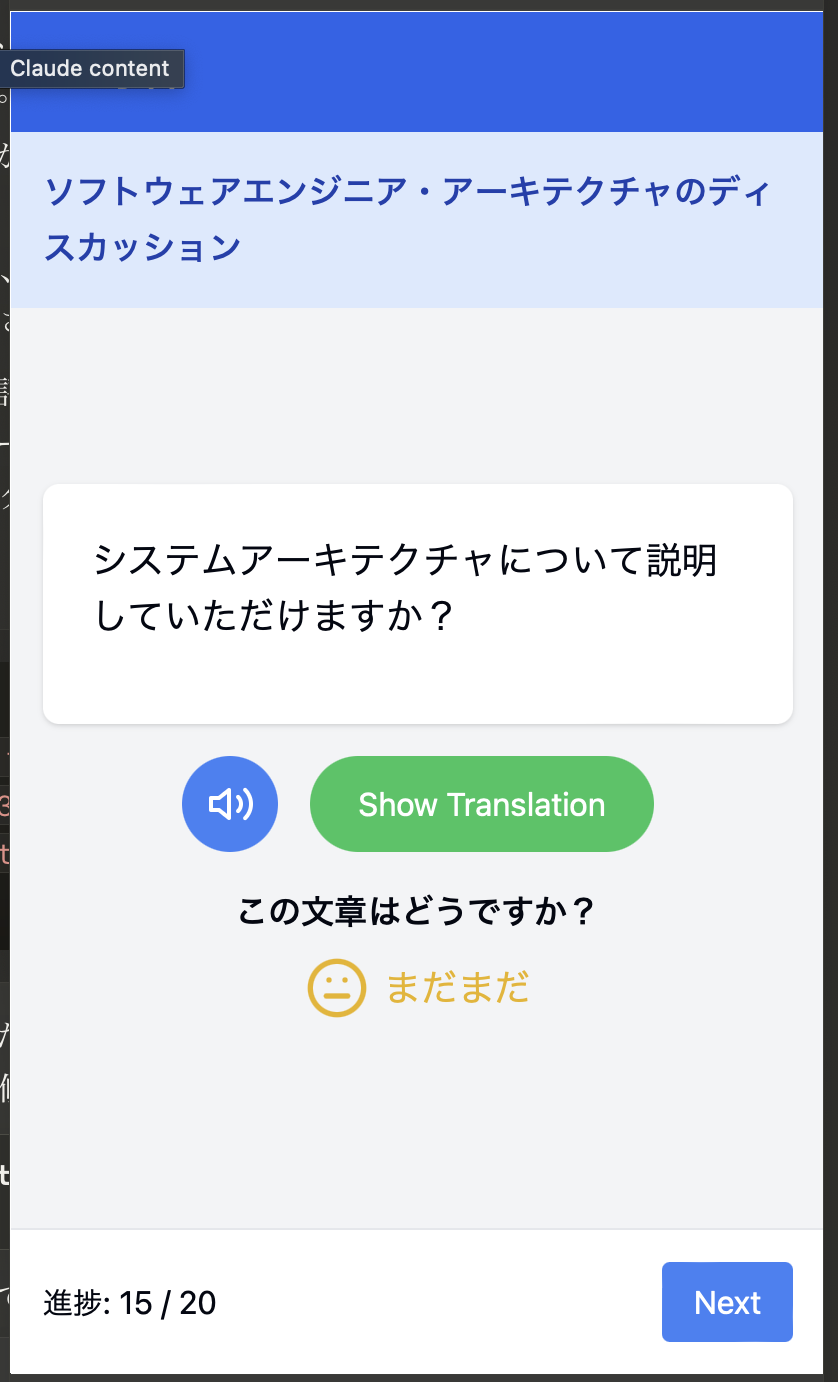 Claude content
ソフトウェアエンジニア・アーキテクチャのディ
スカッション
システムアーキテクチャについて説明
していただけますか？
Show Translation
この文章はどうですか？
まだまだ
進捗: 15 / 20
Next